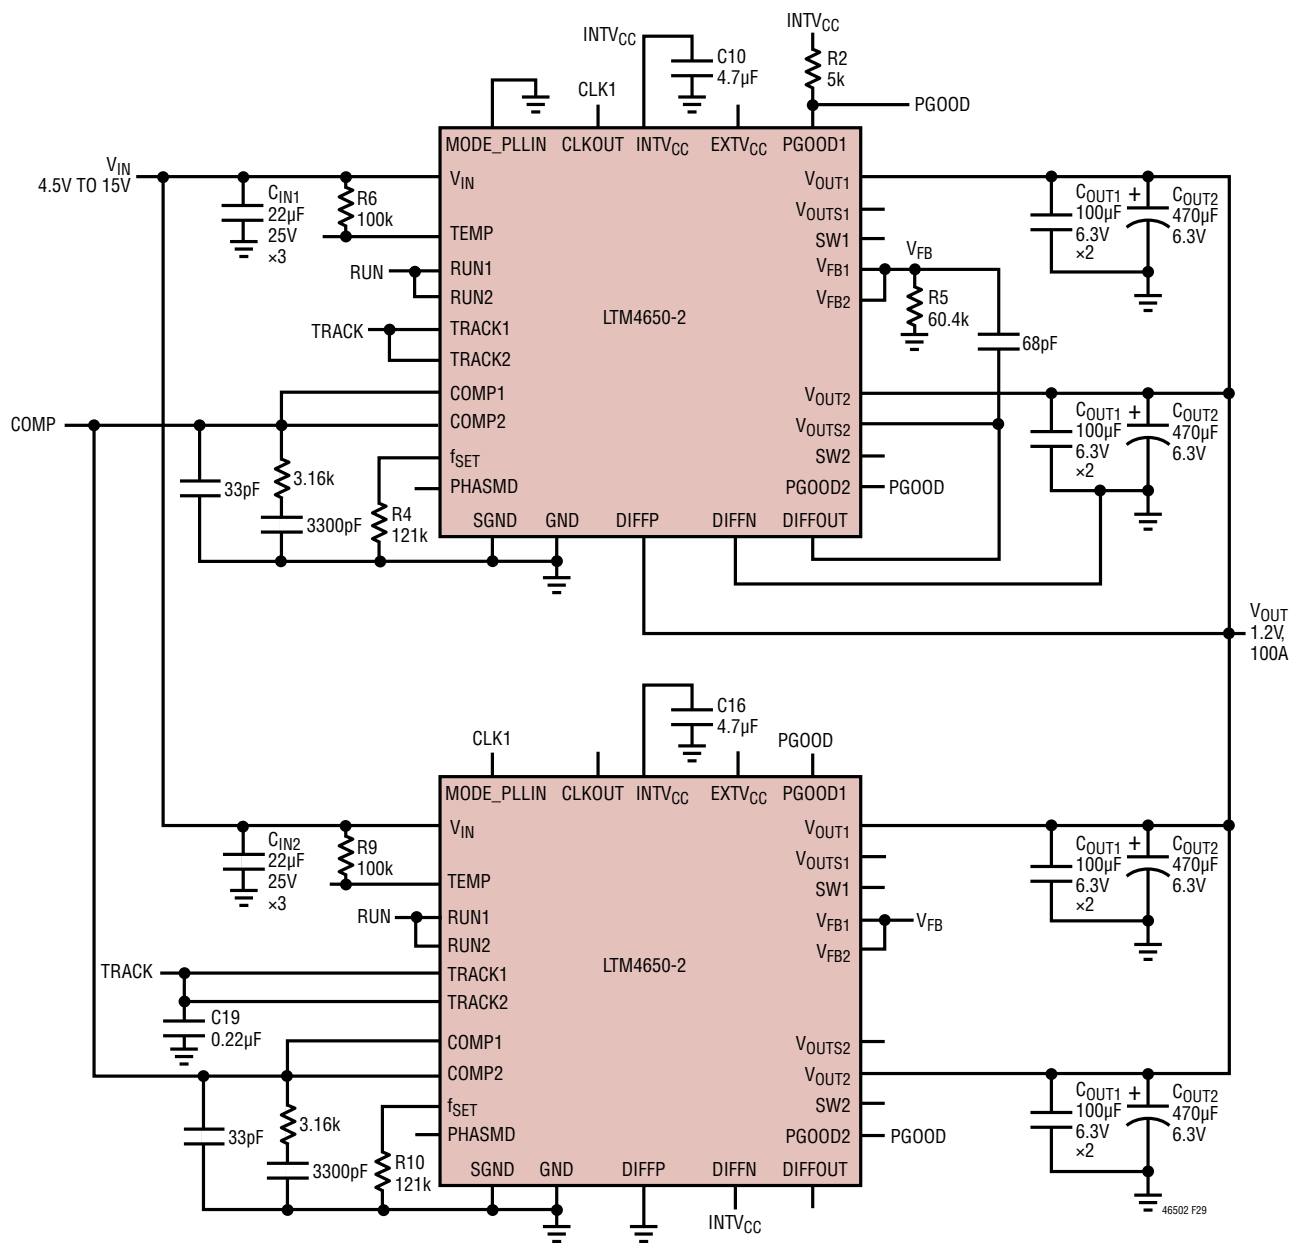 INTVCC
C10
4.7µF
INTVCC
R2
5k
PGOOD
CLK1
MODE_PLLIN CLKOUT INTVCC EXTVCC PGOOD1
VIN
4.5V TO 15V
CIN1
22µF
25V
×3
R6
100k
VIN
TEMP
RUN
RUN1
RUN2
TRACK
TRACK1
TRACK2
COMP1
COMP
COMP2
fSET
PHASMD
33pF
3.16k
3300pF
R4
121k
SGND GND DIFFP DIFFN DIFFOUT
LTM4650-2
VOUT1
VOUTS1
SW1
VFB1
VFB2
VFB
R5
60.4k
68pF
VOUT2
VOUTS2
SW2
PGOOD2
PGOOD
COUT1
100µF
6.3V
×2
+
COUT2
470µF
6.3V
COUT1
100µF
6.3V
×2
+
COUT2
470µF
6.3V
VOUT
1.2V,
100A
C16
4.7µF
CLK1
PGOOD
MODE_PLLIN CLKOUT INTVCC EXTVCC PGOOD1
CIN2
22µF
25V
×3
R9
100k
VIN
TEMP
RUN
RUN1
RUN2
TRACK
TRACK1
TRACK2
C19
0.22µF
COMP1
COMP2
fSET
PHASMD
33pF
3.16k
3300pF
R10
121k
SGND GND DIFFP DIFFN DIFFOUT
INTVCC
LTM4650-2
VOUT1
VOUTS1
SW1
VFB1
VFB2
VFB
VOUTS2
VOUT2
SW2
PGOOD2
PGOOD
COUT1
100µF
6.3V
×2
+
COUT2
470µF
6.3V
COUT1
100µF
6.3V
×2
+
COUT2
470µF
6.3V
46502 F29